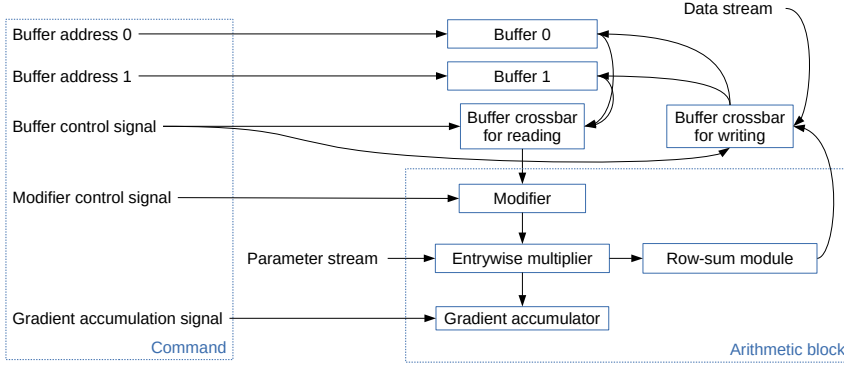 Data stream
Buffer address 0
Buffer 0
Buffer address 1
Buffer 1
Buffer control signal
Buffer crossbar
for reading
Buffer crossbar
for writing
Modifier control signal
Modifier
Parameter stream
Entrywise multiplier
Row-sum module
Gradient accumulation signal
Gradient accumulator
Command
Arithmetic block